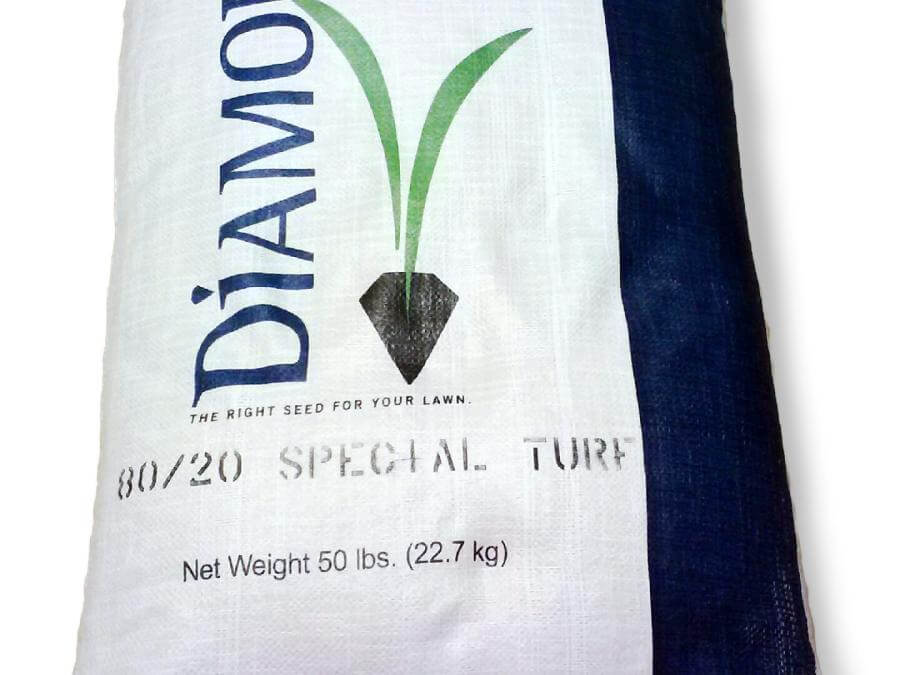 DiAMO
THE RIGHT SEED FOR YOUR LAWN.
80/20 SPECIAL TURF
Net Weight 50 lbs. (22.7 kg)